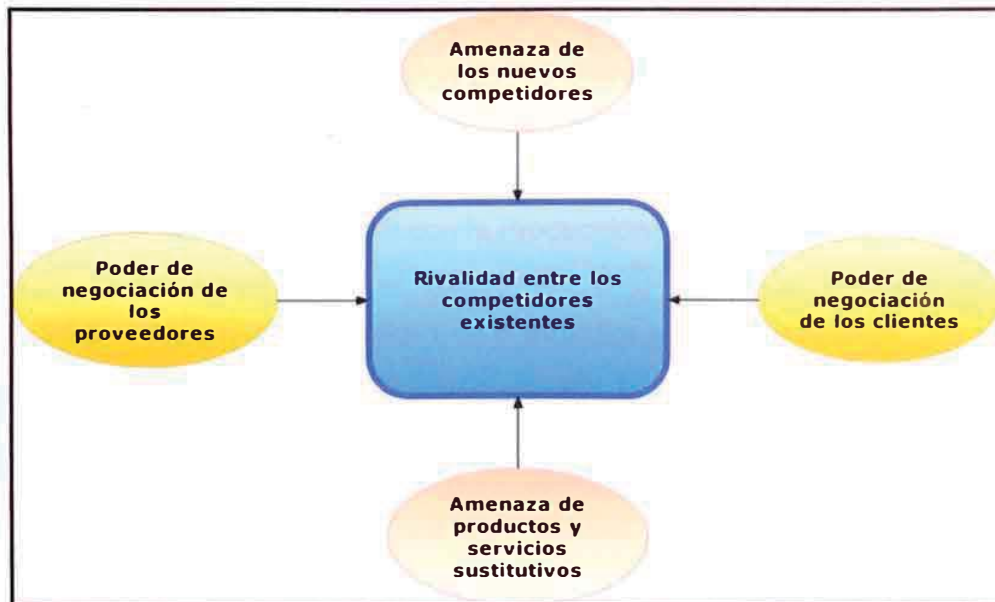 Amenaza de
los nuevos
competidores
Poder de
negociación de
los
proveedores
Rivalidad entre los
competidores
existentes
Poder de
negociación
de los clientes
Amenaza de
productos y
servicios
sustitutivos